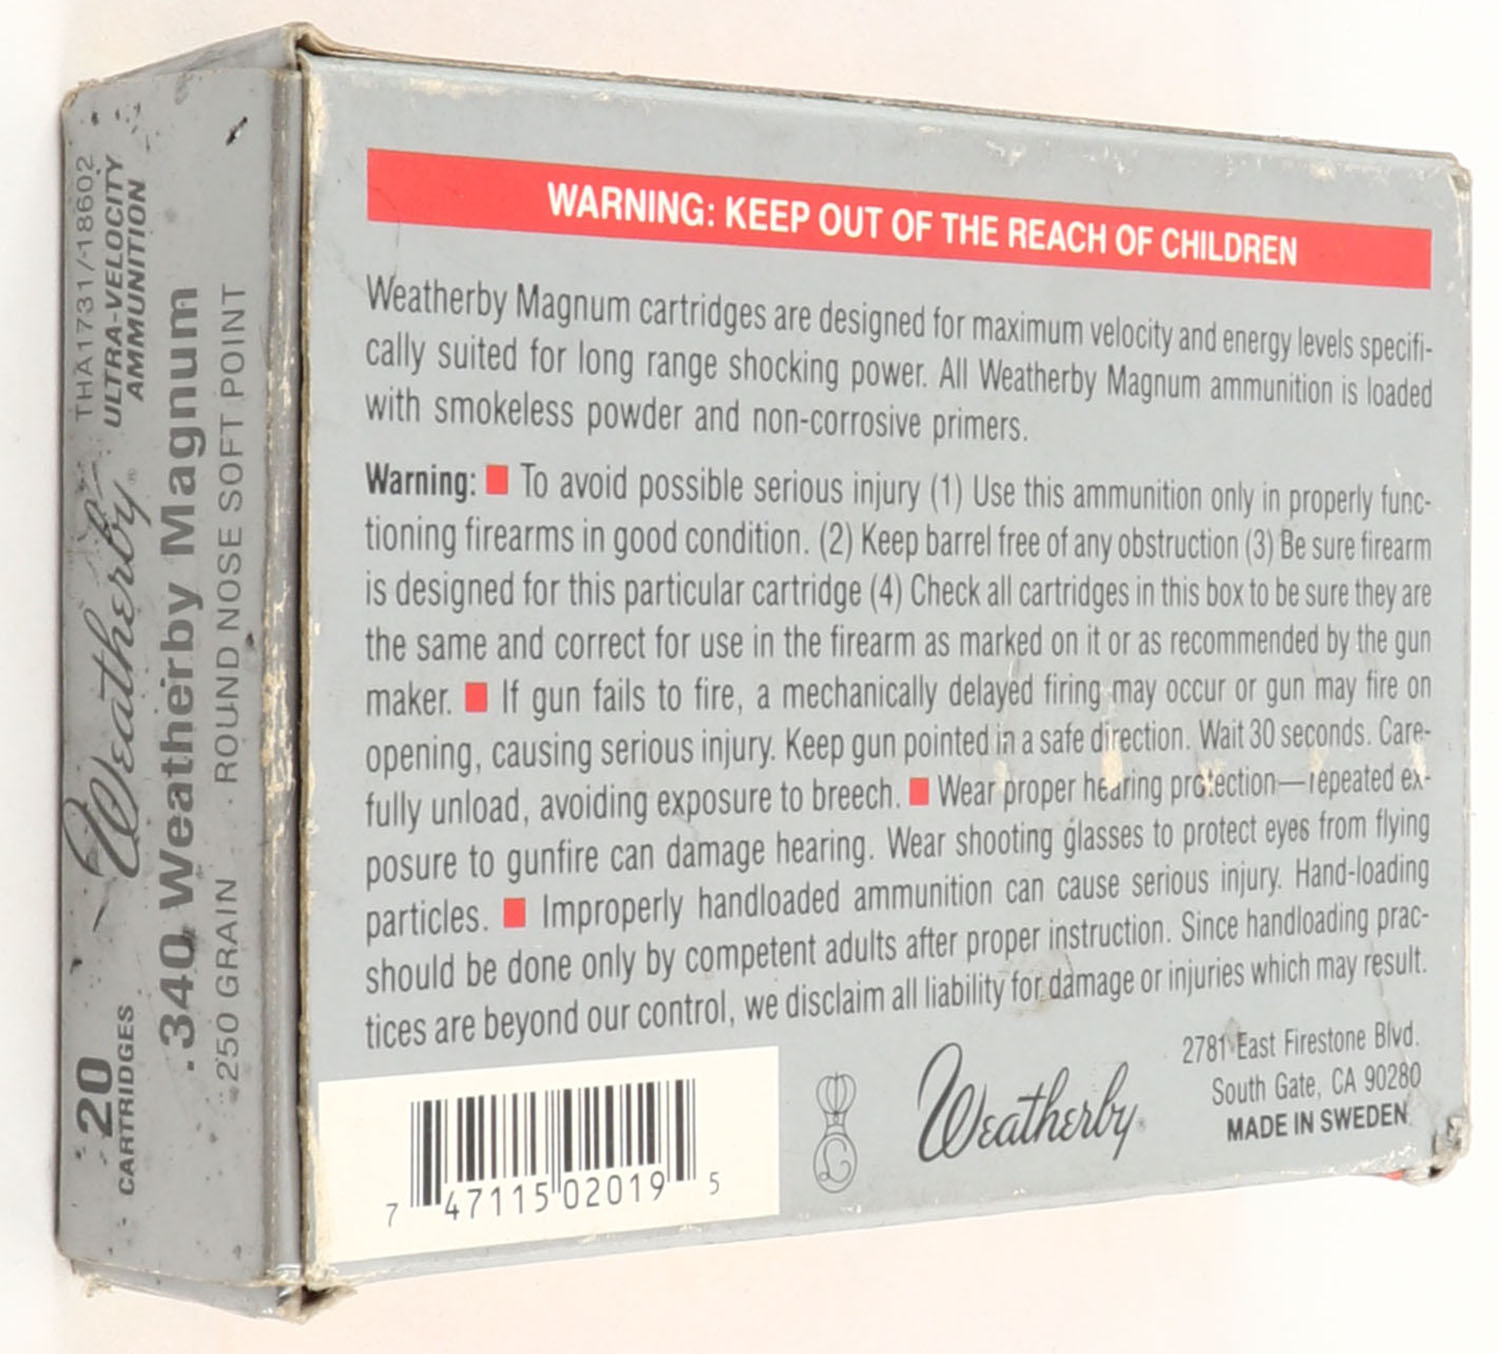 THA1731/-18602
20
CARTRIDGES
Weatherby®
ULTRA-VELOCITY
AMMUNITION
.340 Weatherby Magnum
250 GRAIN · ROUND NOSE SOFT POINT
WARNING: KEEP OUT OF THE REACH OF CHILDREN
Weatherby Magnum cartridges are designed for maximum velocity and energy levels specifi-
cally suited for long range shocking power. All Weatherby Magnum ammunition is loaded
with smokeless powder and non-corrosive primers.
Warning: ■ To avoid possible serious injury (1) Use this ammunition only in properly func-
tioning firearms in good condition. (2) Keep barrel free of any obstruction (3) Be sure firearm
is designed for this particular cartridge (4) Check all cartridges in this box to be sure they are
the same and correct for use in the firearm as marked on it or as recommended by the gun
maker. ■ If gun fails to fire, a mechanically delayed firing may occur or gun may fire on
opening, causing serious injury. Keep gun pointed in a safe direction. Wait 30 seconds. Care-
fully unload, avoiding exposure to breech. ■ Wear proper hearing protection—repeated ex-
posure to gunfire can damage hearing. Wear shooting glasses to protect eyes from flying
particles. ■ Improperly handloaded ammunition can cause serious injury. Hand-loading
should be done only by competent adults after proper instruction. Since handloading prac-
tices are beyond our control, we disclaim all liability for damage or injuries which may result.
7 47115 02019 5
Weatherby®
2781 East Firestone Blvd.
South Gate, CA 90280
MADE IN SWEDEN